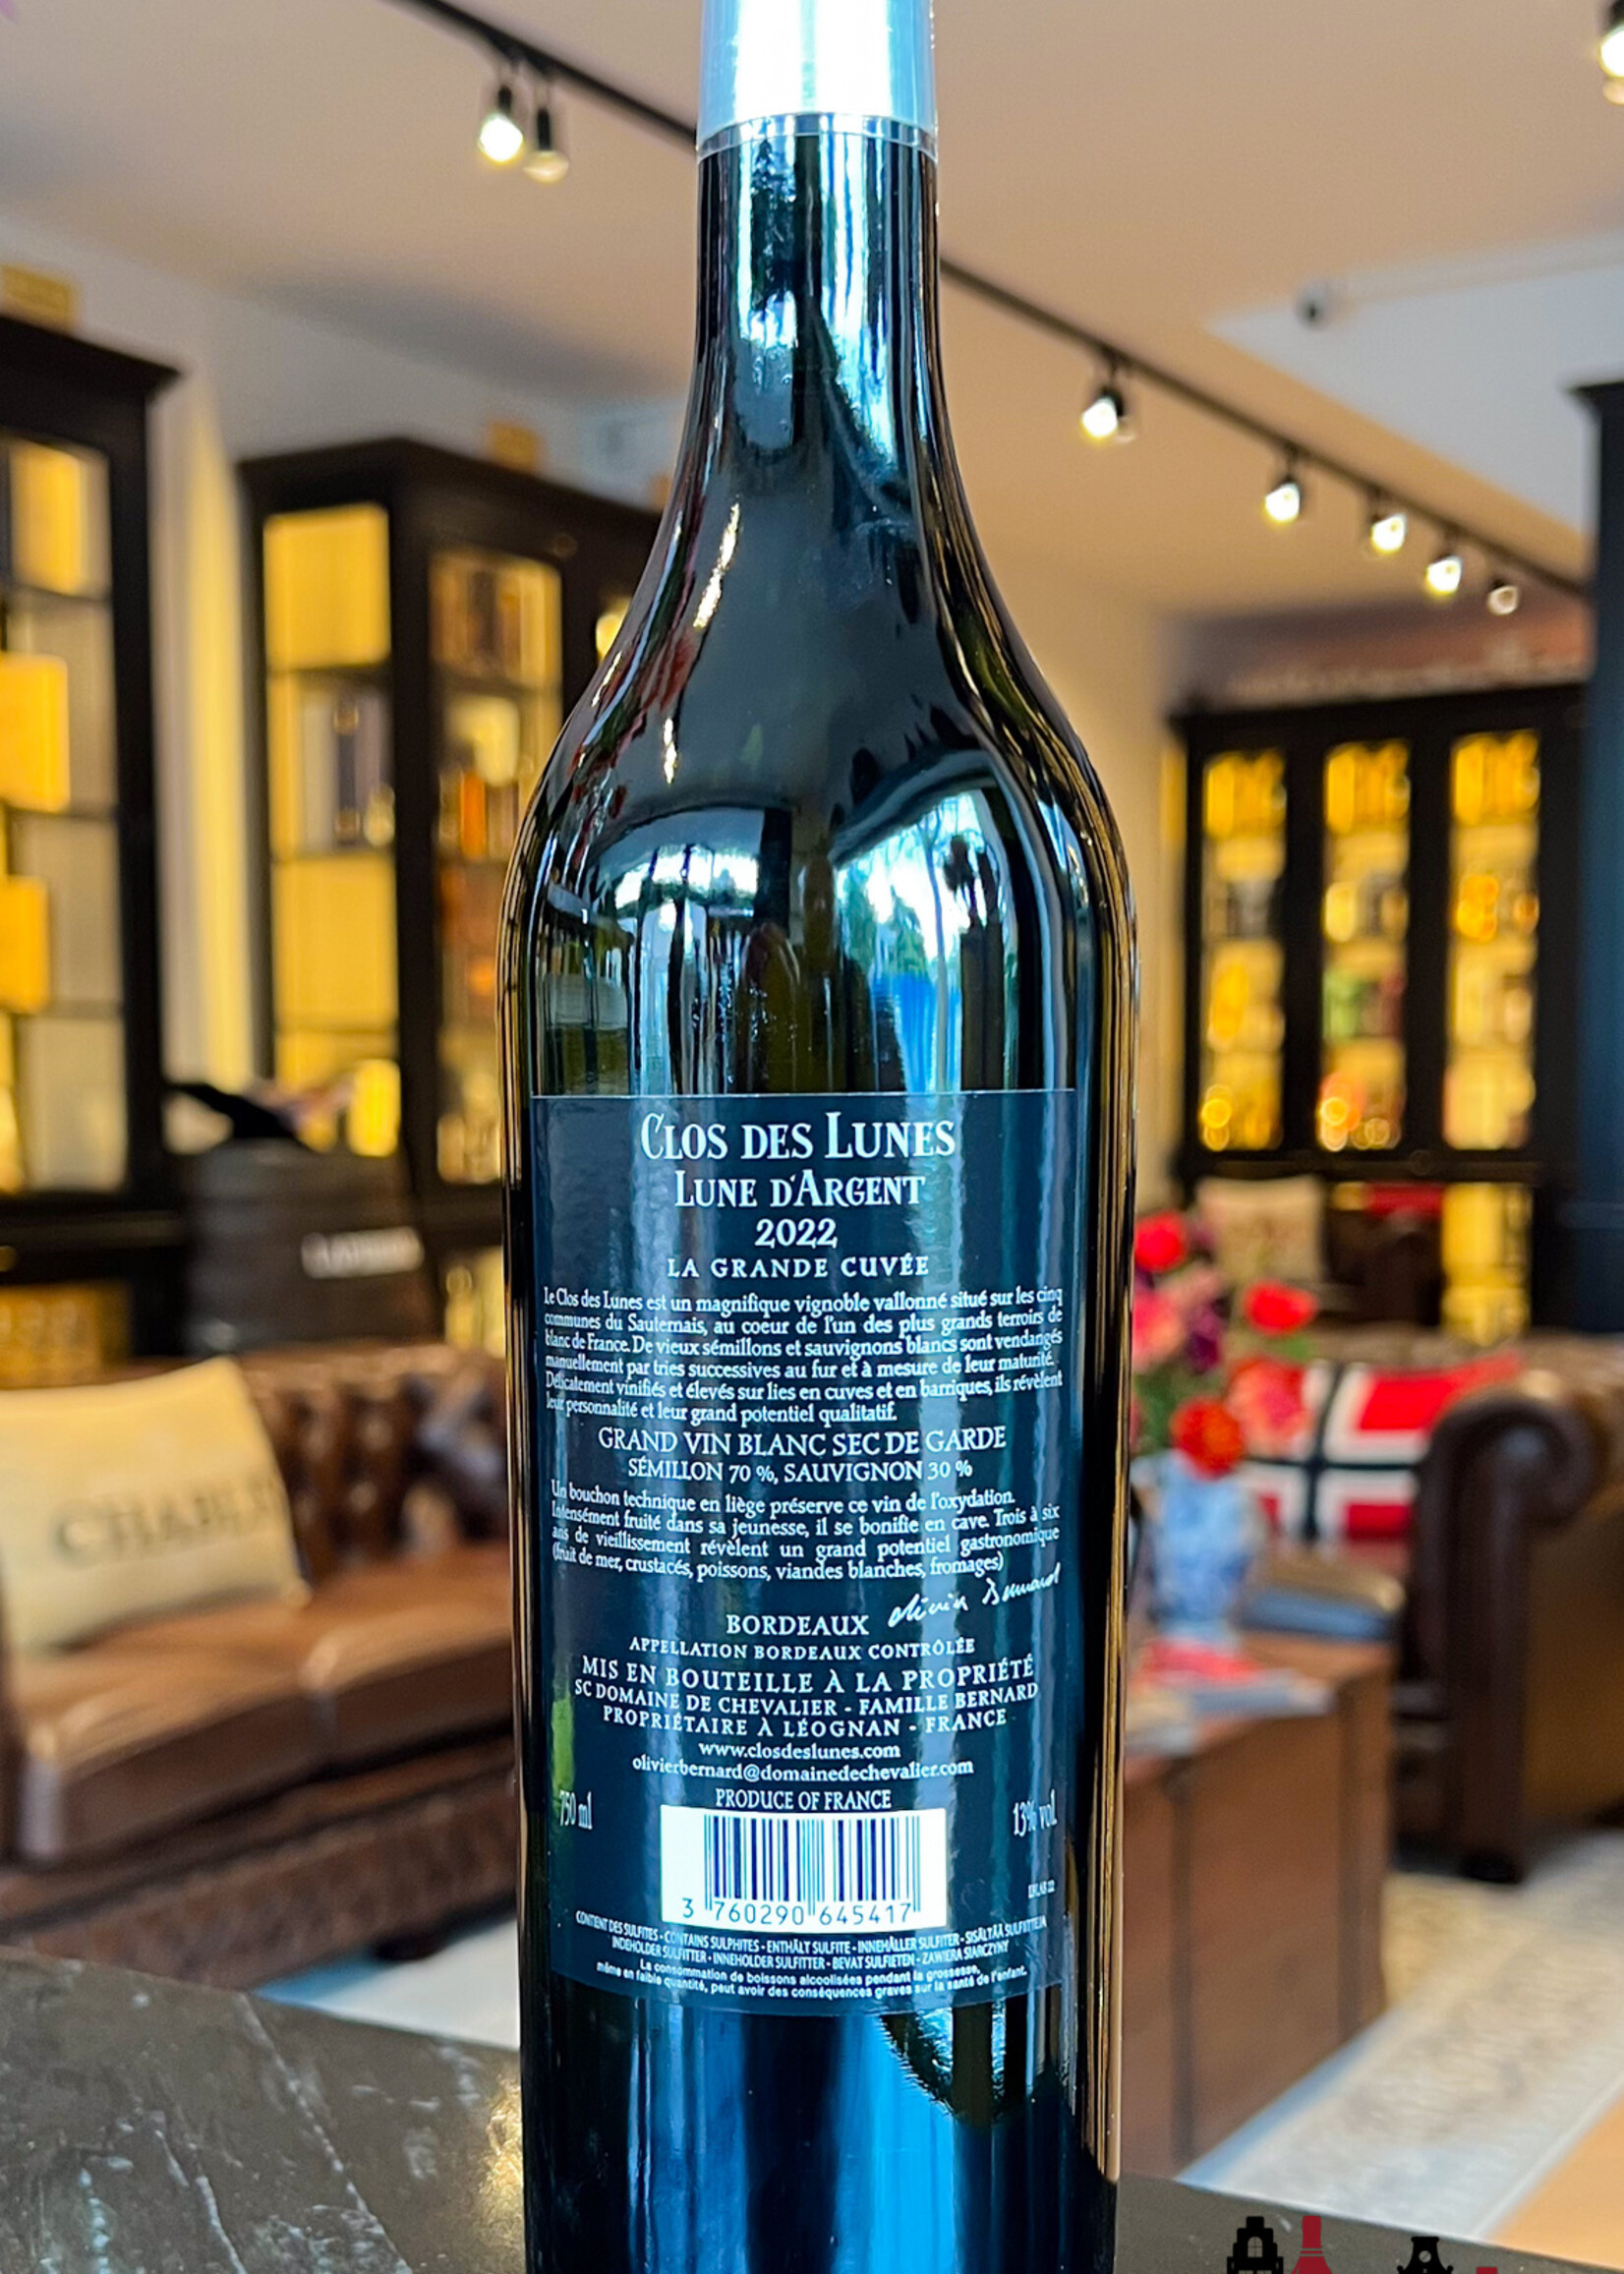 CLOS DES LUNES
LUNE D'ARGENT
2022
LA GRANDE CUVÉE
Le Clos des Lunes est un magnifique vignoble vallonné situé sur les cinq
communes du Sauternais, au coeur de l'un des plus grands terroirs de
blanc de France. De vieux sémillons et sauvignons blancs sont vendangés
manuellement par tries successives au fur et à mesure de leur maturité.
Délicatement vinifiés et élevés sur lies en cuves et en barriques, ils révèlent
leur personnalité et leur grand potentiel qualitatif.
GRAND VIN BLANC SEC DE GARDE
SÉMILLON 70 %, SAUVIGNON 30 %
Un bouchon technique en liège préserve ce vin de l'oxydation.
Intensément fruité dans sa jeunesse, il se bonifie en cave. Trois à six
ans de vieillissement révèlent un grand potentiel gastronomique
(fruit de mer, crustacés, poissons, viandes blanches, fromages)
Olivier Bernard
BORDEAUX
APPELLATION BORDEAUX CONTRÔLÉE
MIS EN BOUTEILLE À LA PROPRIÉTÉ
SC DOMAINE DE CHEVALIER - FAMILLE BERNARD
PROPRIÉTAIRE À LÉOGNAN - FRANCE
www.closdeslunes.com
olivierbernard@domainedechevalier.com
PRODUCE OF FRANCE
750 ml
13% vol.
3 760290 645417
CONTENT DES SULFITES - CONTAINS SULPHITES - ENTHÄLT SULFITE - INNEHÅLLER SULFITER - SISÄLTÄÄ SULFIITTEJA
INDEHOLDER SULFITTER - INNEHOLDER SULFITTER - BEVAT SULFIETEN - ZAWIERA SIARCZYNY
La consommation de boissons alcoolisées pendant la grossesse,
même en faible quantité, peut avoir des conséquences graves sur la santé de l'enfant.
CHABL